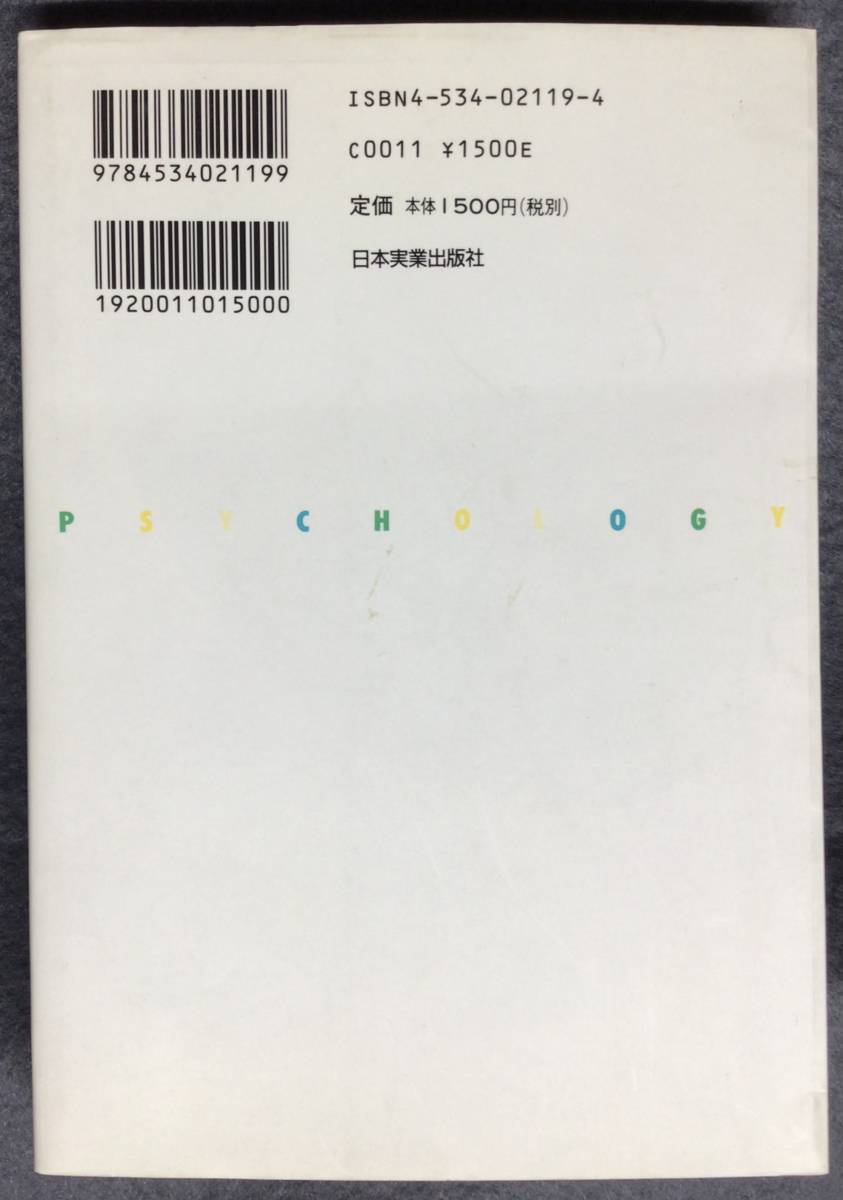 ISBN4-534-02119-4
C0011 ¥1500E
9784534021199
定価 本体1500円(税別)
日本実業出版社
1920011015000
PSYCHOLOGY